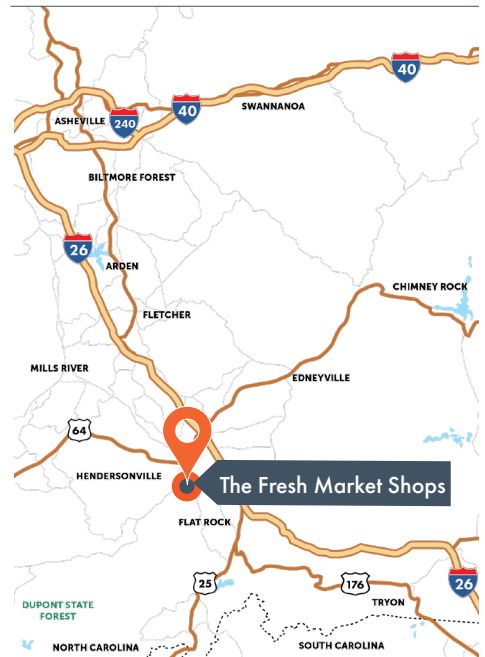 40
40
SWANNANOA
ASHEVILLE
240
BILTMORE FOREST
26
ARDEN
CHIMNEY ROCK
FLETCHER
MILLS RIVER
EDNEYVILLE
64
HENDERSONVILLE
The Fresh Market Shops
FLAT ROCK
25
176
26
DUPONT STATE
FOREST
TRYON
NORTH CAROLINA
SOUTH CAROLINA